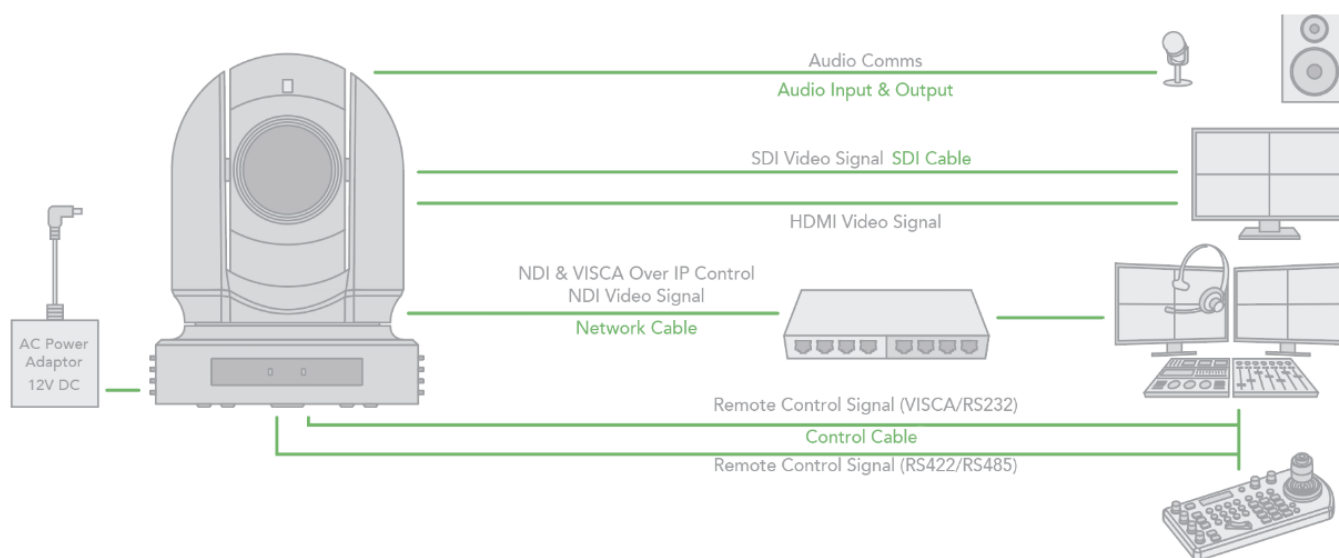 Audio Comms
Audio Input & Output
SDI Video Signal SDI Cable
HDMI Video Signal
NDI & VISCA Over IP Control
NDI Video Signal
Network Cable
AC Power
Adaptor
12V DC
Remote Control Signal (VISCA/RS232)
Control Cable
Remote Control Signal (RS422/RS485)